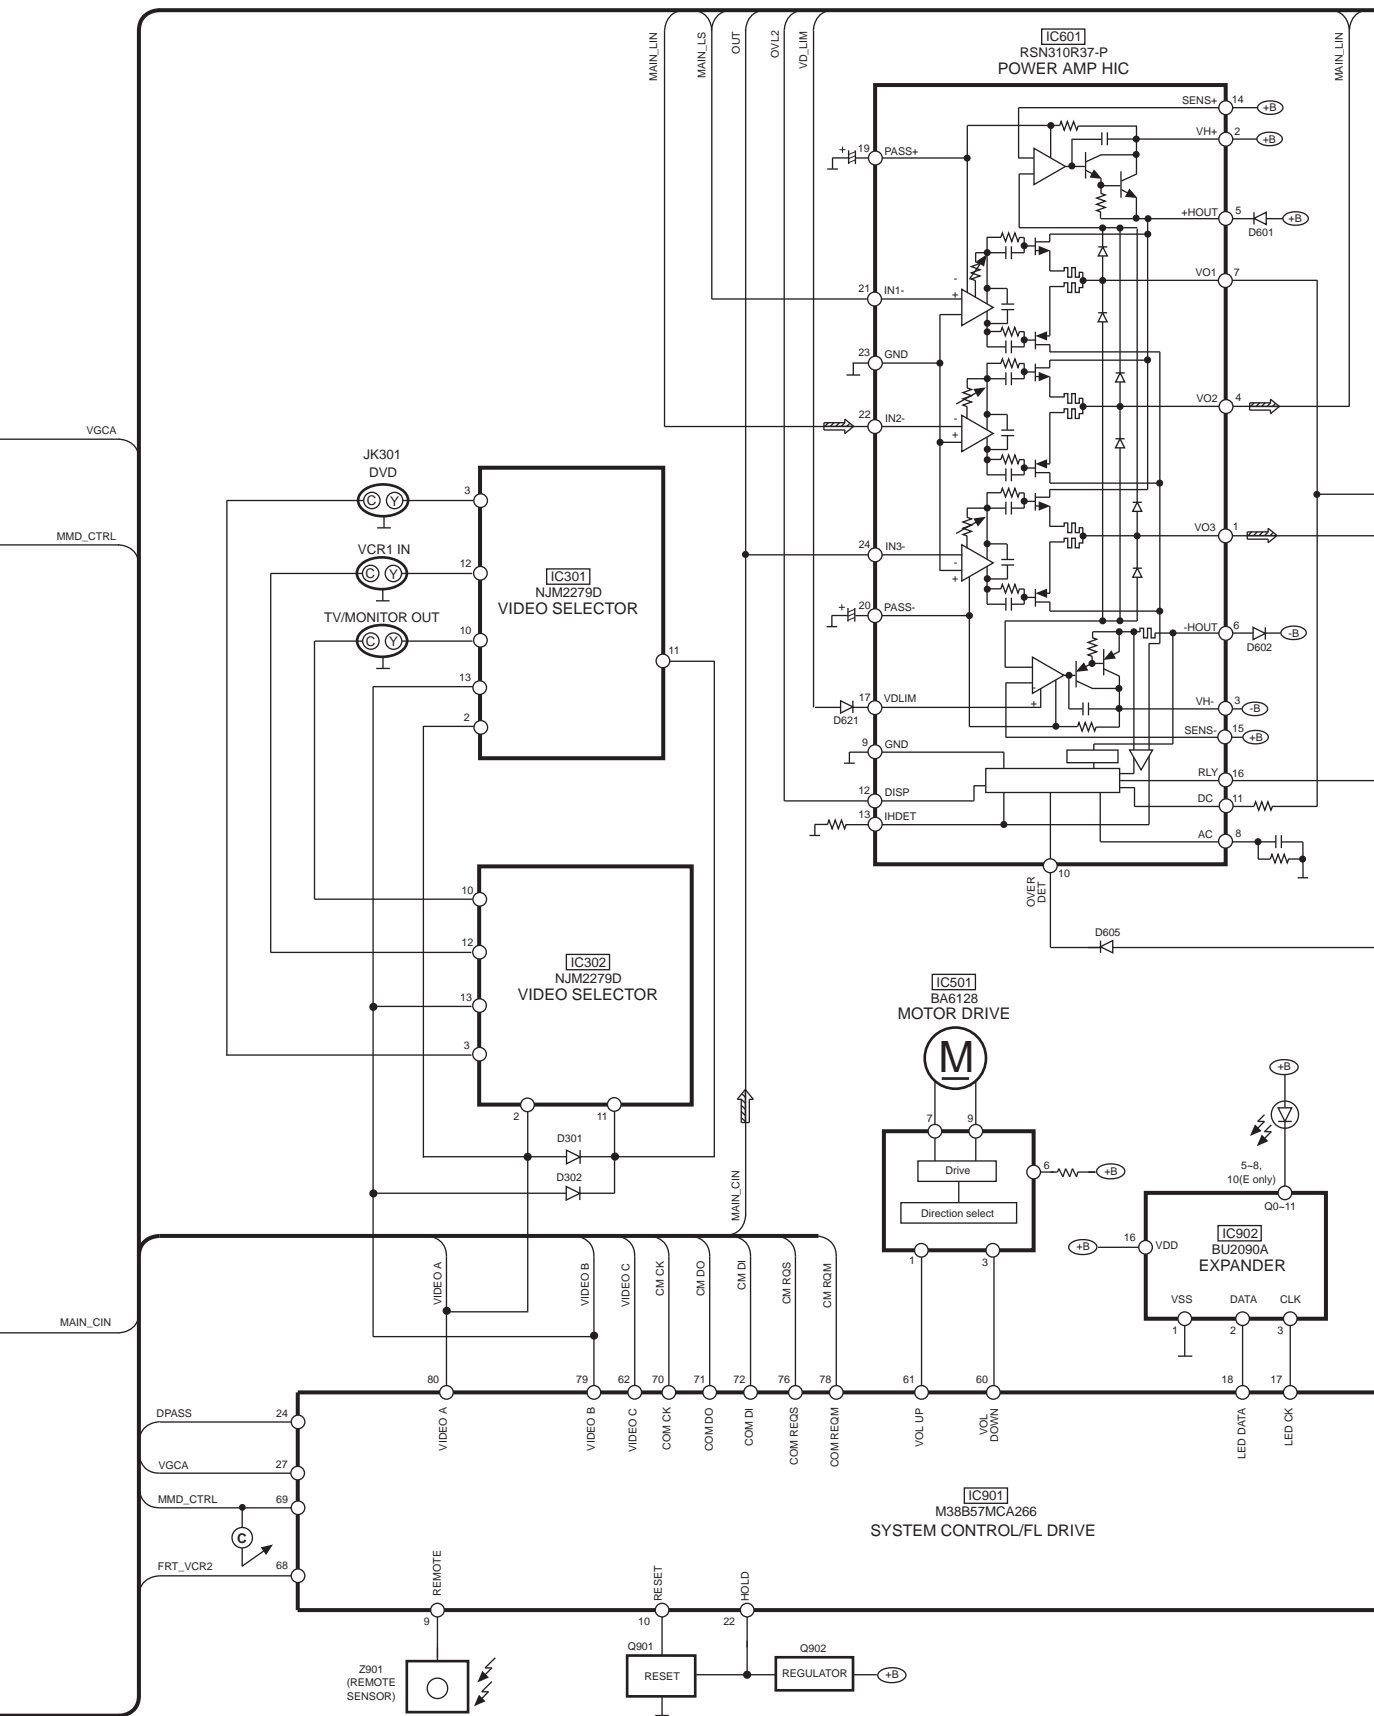 MAIN_LIN
MAIN_LS
OUT
OVL2
VD_LIM
IC601
RSN310R37-P
POWER AMP HIC
MAIN_LIN
SENS+ 14 +B
VH+ 2 +B
+ 19 PASS+
+HOUT 5 +B
D601
VO1 7
-
+
21 IN1-
23 GND
VO2 4
22 IN2-
-
+
VGCA
JK301
DVD
C Y 3
MMD_CTRL
VO3 1
VCR1 IN
C Y 12
24 IN3-
-
+
IC301
NJM2279D
VIDEO SELECTOR
+ 20 PASS-
TV/MONITOR OUT
C Y 10
-HOUT 6 -B
D602
11
13
17 VDLIM
D621
-
+
VH- 3 -B
2
SENS- 15 +B
9 GND
RLY 16
12 DISP
DC 11
13 IHDET
AC 8
10
OVER
DET
10
D605
12
IC302
NJM2279D
VIDEO SELECTOR
13
3
IC501
BA6128
MOTOR DRIVE
M
+B
2 11
7 9
D301
D302
Drive
6 +B
Direction select
5~8,
10(E only)
Q0~11
MAIN_CIN
IC902
BU2090A
EXPANDER
+B 16 VDD
1 3
VSS DATA CLK
1 2 3
VIDEO A
VIDEO B
VIDEO C
CM CK
CM DO
CM DI
CM RQS
CM RQM
MAIN_CIN
80 79 62 70 71 72 76 78 61 60 18 17
VIDEO A
VIDEO B
VIDEO C
COM CK
COM DO
COM DI
COM REQS
COM REQM
VOL UP
VOL
DOWN
LED DATA
LED CK
DPASS 24
VGCA 27
MMD_CTRL 69
C
FRT_VCR2 68
IC901
M38B57MCA266
SYSTEM CONTROL/FL DRIVE
REMOTE
RESET
HOLD
9 10 22
Z901
(REMOTE
SENSOR)
Q901
RESET
Q902
REGULATOR
+B